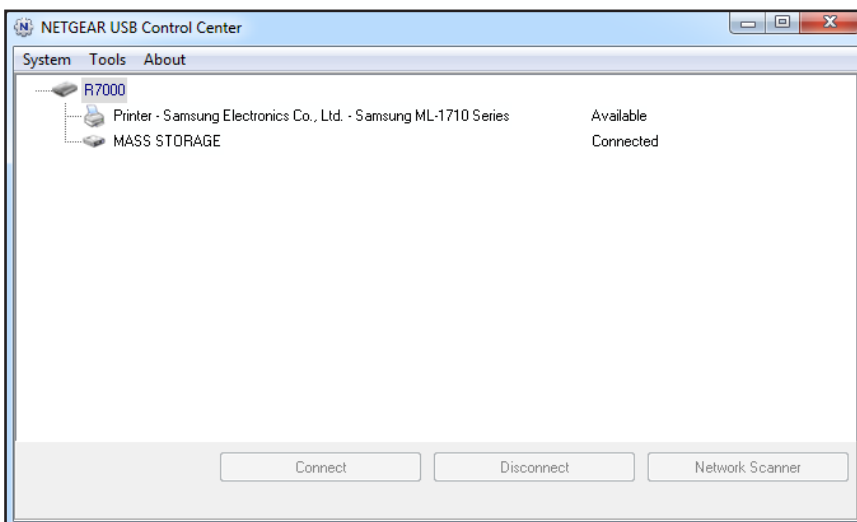 NETGEAR USB Control Center
System Tools About
R7000
Printer - Samsung Electronics Co., Ltd. - Samsung ML-1710 Series Available
MASS STORAGE Connected
Connect Disconnect Network Scanner